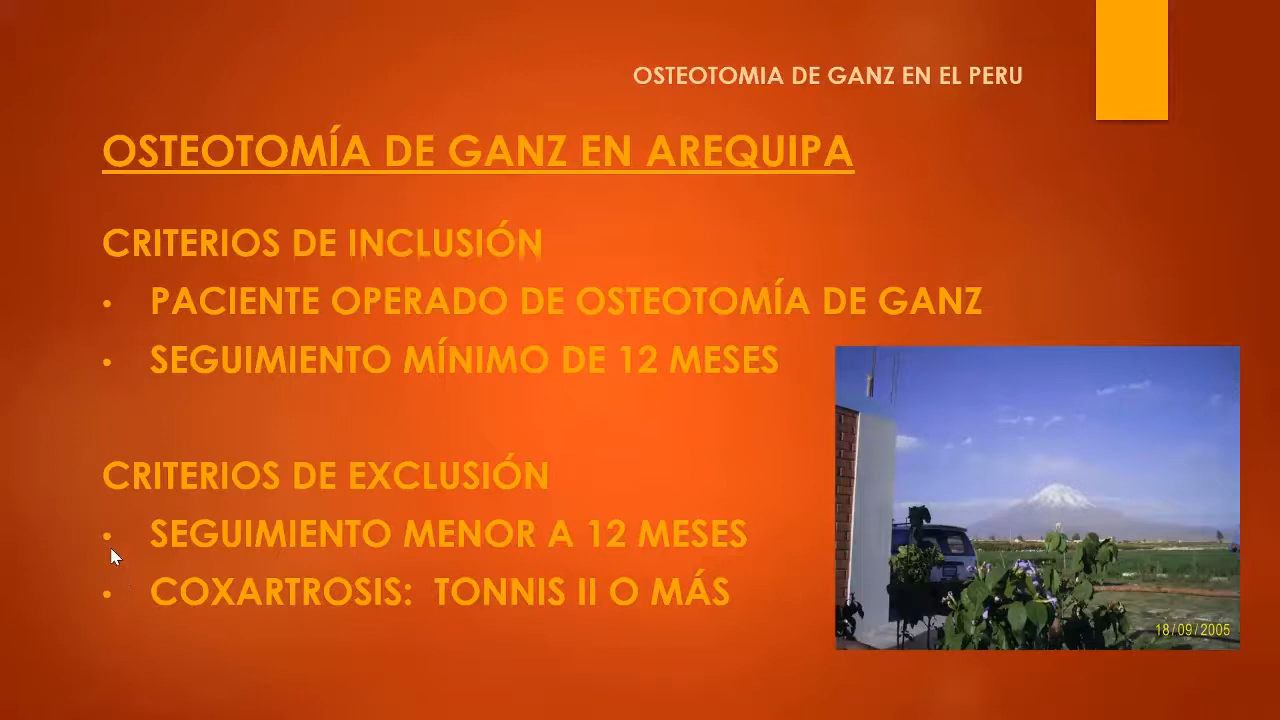 OSTEOTOMIA DE GANZ EN EL PERU
OSTEOTOMÍA DE GANZ EN AREQUIPA
CRITERIOS DE INCLUSIÓN
• PACIENTE OPERADO DE OSTEOTOMÍA DE GANZ
• SEGUIMIENTO MÍNIMO DE 12 MESES
CRITERIOS DE EXCLUSIÓN
• SEGUIMIENTO MENOR A 12 MESES
• COXARTROSIS: TONNIS II O MÁS
18/09/2005